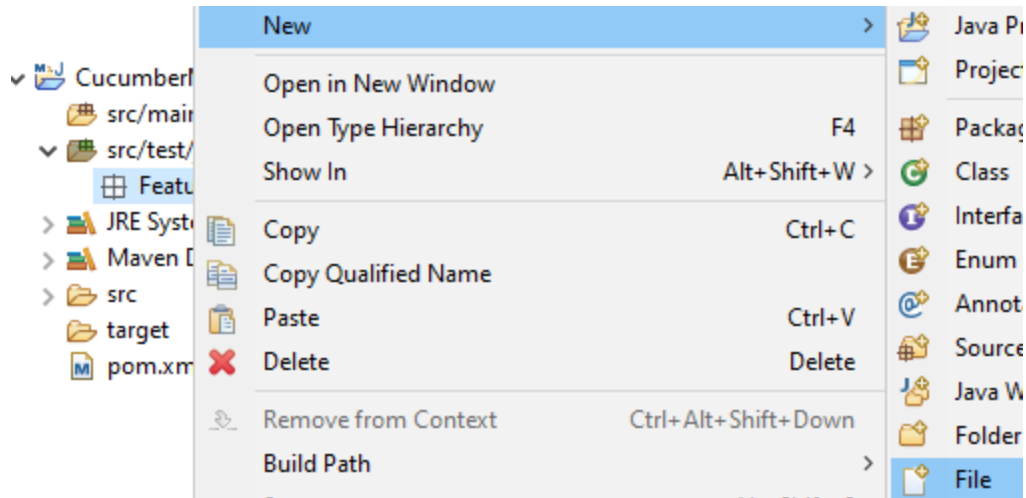 New
Java Pr
CucumberM
Open in New Window
Project
src/mair
Open Type Hierarchy F4
Packag
src/test/
Show In Alt+Shift+W
Class
Featu
JRE Syste
Copy Ctrl+C
Interfa
Maven D
Copy Qualified Name
Enum
src
Paste Ctrl+V
Annota
target
Delete Delete
Source
pom.xm
Java W
Remove from Context Ctrl+Alt+Shift+Down
Folder
Build Path
File